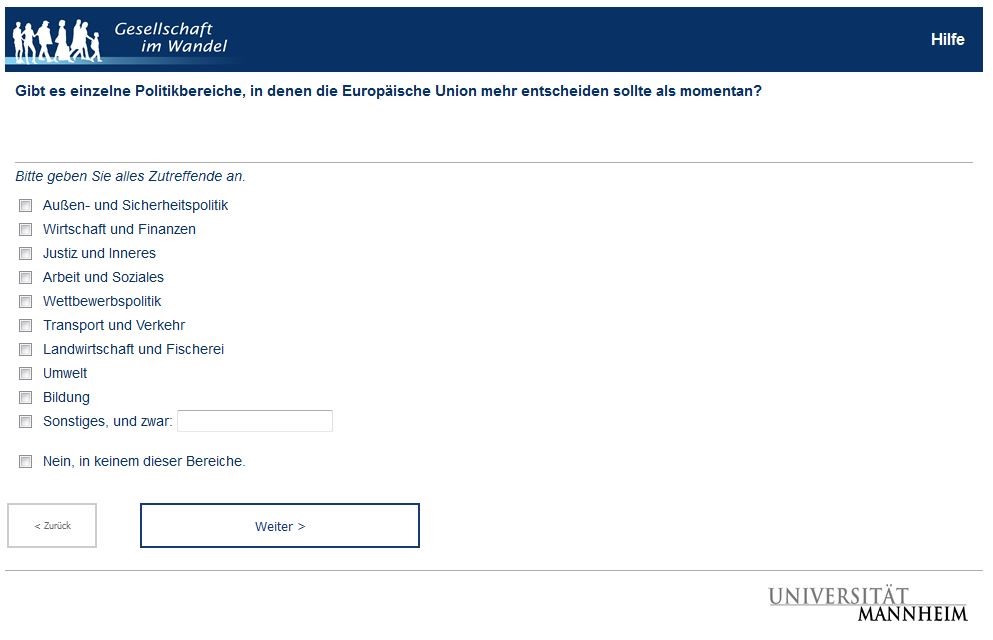 Gesellschaft
im Wandel
Hilfe
Gibt es einzelne Politikbereiche, in denen die Europäische Union mehr entscheiden sollte als momentan?
Bitte geben Sie alles Zutreffende an.
Außen- und Sicherheitspolitik
Wirtschaft und Finanzen
Justiz und Inneres
Arbeit und Soziales
Wettbewerbspolitik
Transport und Verkehr
Landwirtschaft und Fischerei
Umwelt
Bildung
Sonstiges, und zwar:
Nein, in keinem dieser Bereiche.
< Zurück
Weiter >
UNIVERSITÄT
MANNHEIM